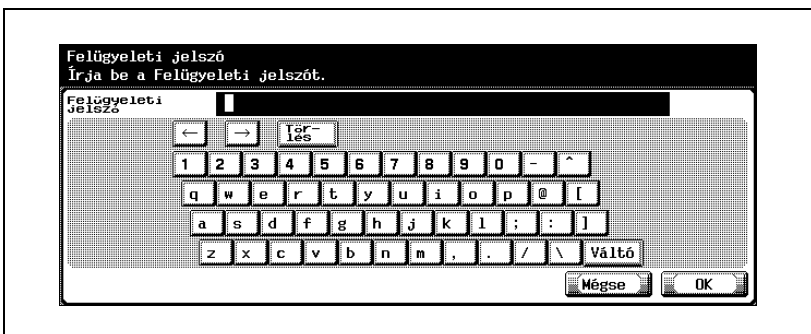 Felügyeleti jelszó
Írja be a Felügyeleti jelszót.
Felügyeleti
jelszó
← → Tör-
lés
1 2 3 4 5 6 7 8 9 0 - ^
q w e r t y u i o p @ [
a s d f g h j k l ; : ]
z x c v b n m , . / \ Váltó
Mégse OK